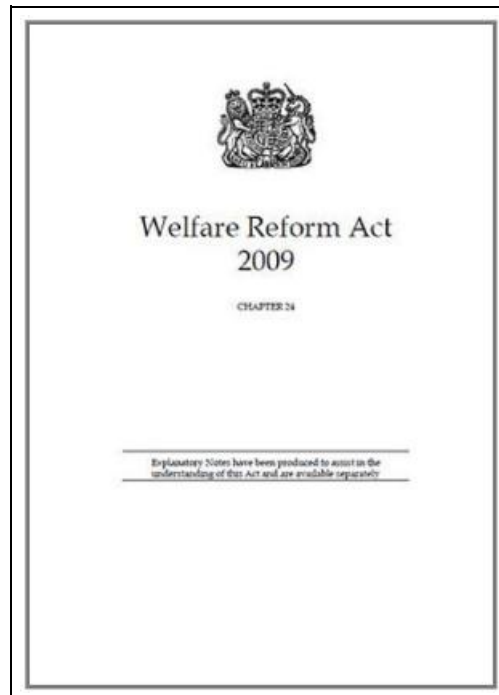 Welfare Reform Act
2009
CHAPTER 24
Explanatory Notes have been produced to assist in the
understanding of this Act and are available separately